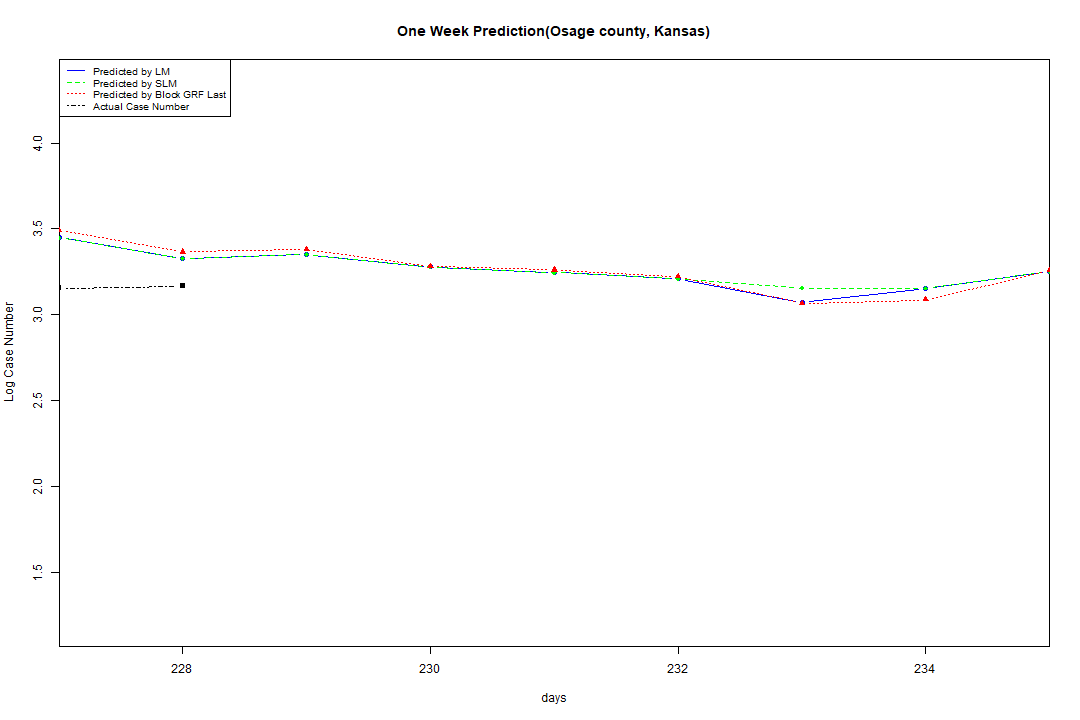 One Week Prediction(Osage county, Kansas)
Predicted by LM
Predicted by SLM
Predicted by Block GRF Last
Actual Case Number
4.0
3.5
3.0
2.5
2.0
1.5
Log Case Number
228 230 232 234
days